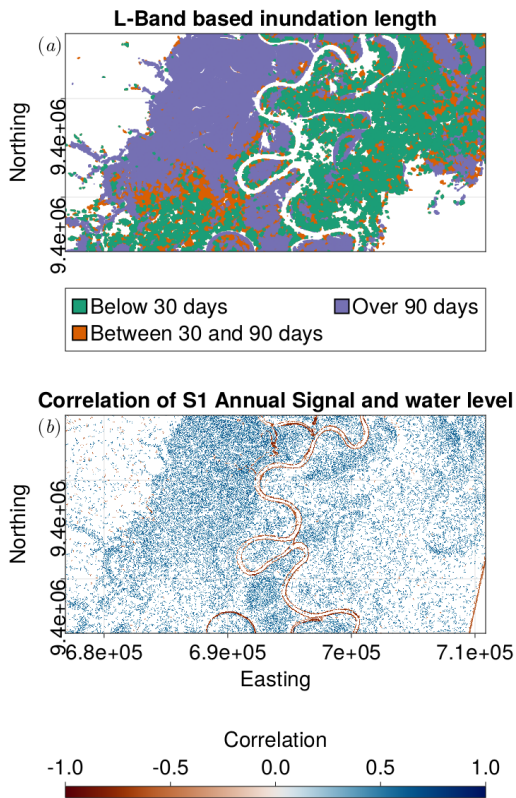 L-Band based inundation length
(a)
Northing
9.4e+06
9.4e+06
Below 30 days
Over 90 days
Between 30 and 90 days
Correlation of S1 Annual Signal and water level
(b)
Northing
9.4e+06
9.4e+06
6.8e+05 6.9e+05 7e+05 7.1e+05
Easting
Correlation
-1.0 -0.5 0.0 0.5 1.0